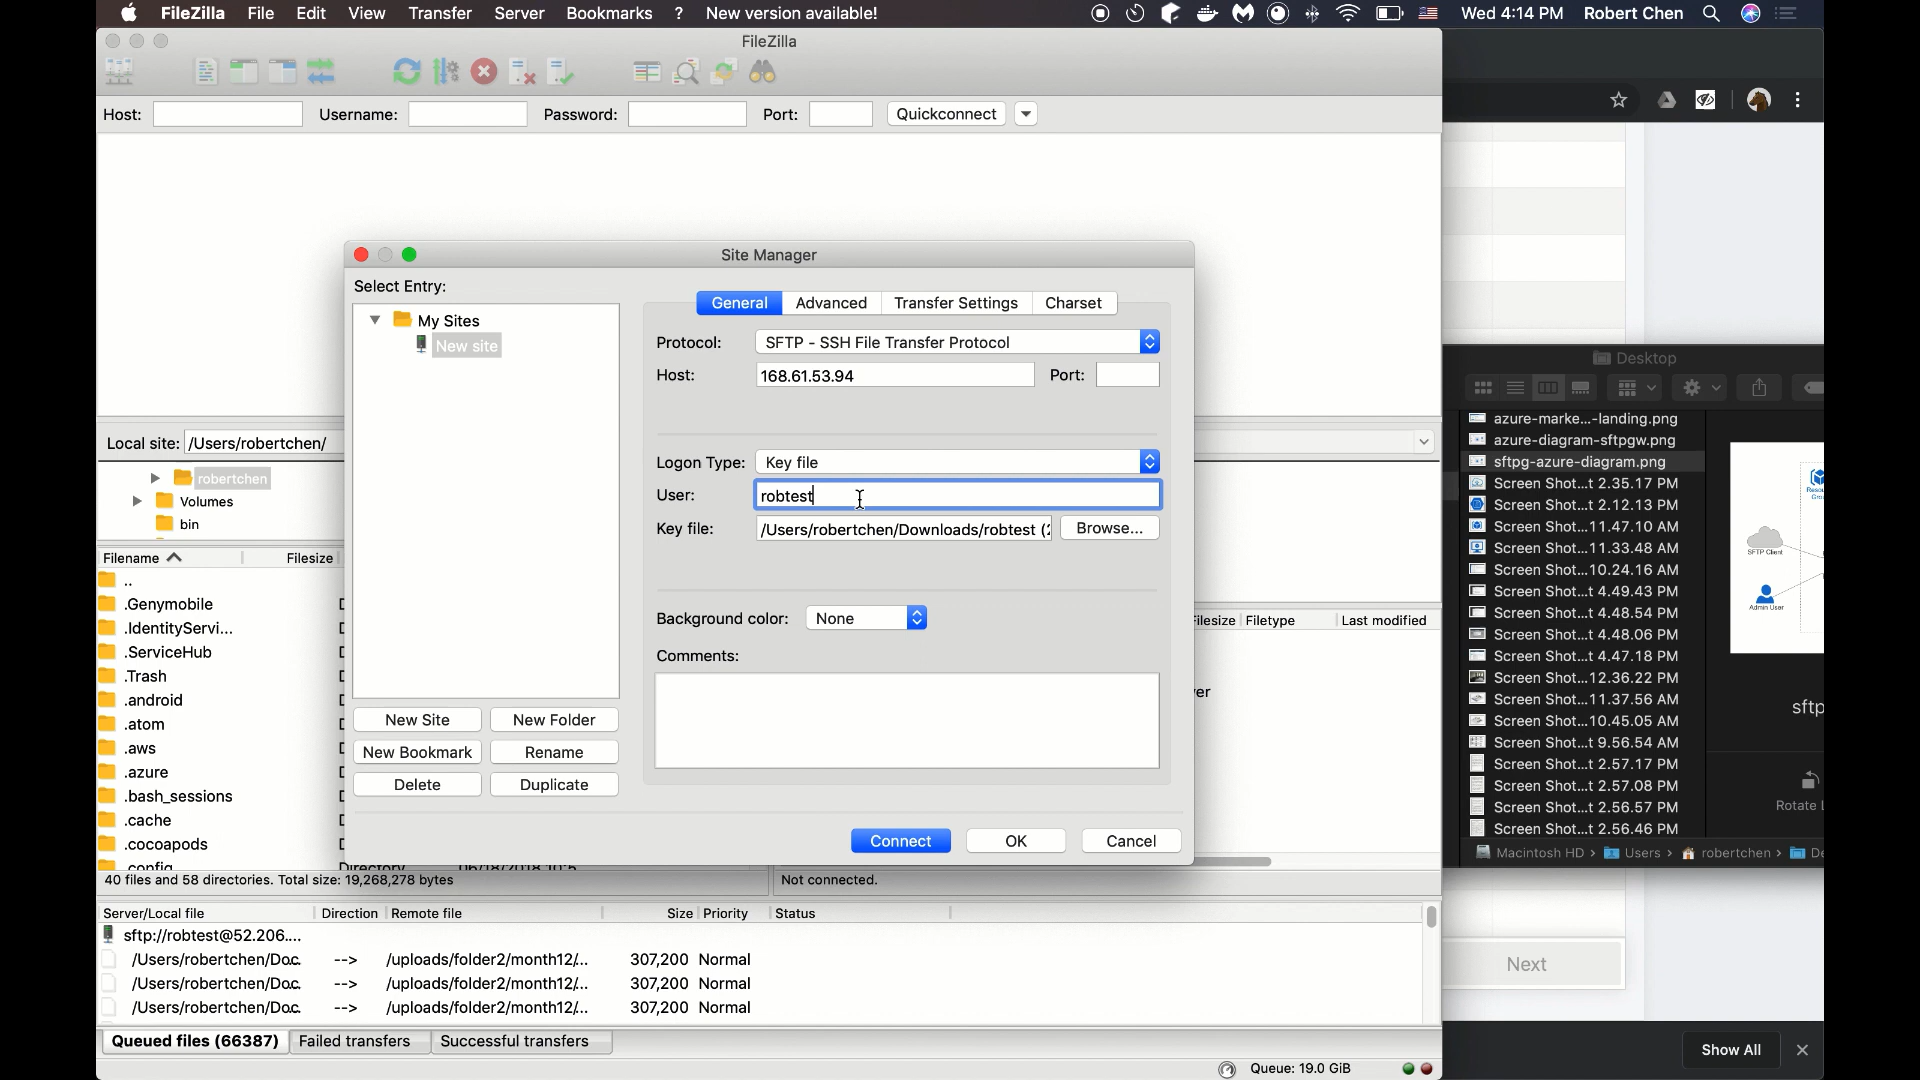 FileZilla File Edit View Transfer Server Bookmarks ? New version available! Wed 4:14 PM Robert Chen
FileZilla
Host: Username: Password: Port: Quickconnect
Site Manager
Select Entry:
My Sites
New site
New Site New Folder
New Bookmark Rename
Delete Duplicate
General Advanced Transfer Settings Charset
Protocol: SFTP - SSH File Transfer Protocol
Host: 168.61.53.94 Port:
Logon Type: Key file
User: robtest
Key file: /Users/robertchen/Downloads/robtest (2 Browse...
Background color: None
Comments:
Connect OK Cancel
Local site: /Users/robertchen/
robertchen
Volumes
bin
Filename Filesize
..
.Genymobile
.IdentityServi...
.ServiceHub
.Trash
.android
.atom
.aws
.azure
.bash_sessions
.cache
.cocoapods
.config Directory
40 files and 58 directories. Total size: 19,268,278 bytes
Filesize Filetype Last modified
ver
Not connected.
Server/Local file Direction Remote file Size Priority Status
sftp://robtest@52.206....
/Users/robertchen/Doc... --> /uploads/folder2/month12/... 307,200 Normal
/Users/robertchen/Doc... --> /uploads/folder2/month12/... 307,200 Normal
/Users/robertchen/Doc... --> /uploads/folder2/month12/... 307,200 Normal
Queued files (66387) Failed transfers Successful transfers
Queue: 19.0 GiB
Desktop
azure-marke...-landing.png
azure-diagram-sftpgw.png
sftpg-azure-diagram.png
Screen Shot...t 2.35.17 PM
Screen Shot...t 2.12.13 PM
Screen Shot...11.47.10 AM
Screen Shot...11.33.48 AM
Screen Shot...10.24.16 AM
Screen Shot...t 4.49.43 PM
Screen Shot...t 4.48.54 PM
Screen Shot...t 4.48.06 PM
Screen Shot...t 4.47.18 PM
Screen Shot...12.36.22 PM
Screen Shot...11.37.56 AM
Screen Shot...10.45.05 AM
Screen Shot...t 9.56.54 AM
Screen Shot...t 2.57.17 PM
Screen Shot...t 2.57.08 PM
Screen Shot...t 2.56.57 PM
Screen Shot...t 2.56.46 PM
SFTP Client
Admin User
sftp
Rotate L
Macintosh HD › Users › robertchen › De
Next
Show All